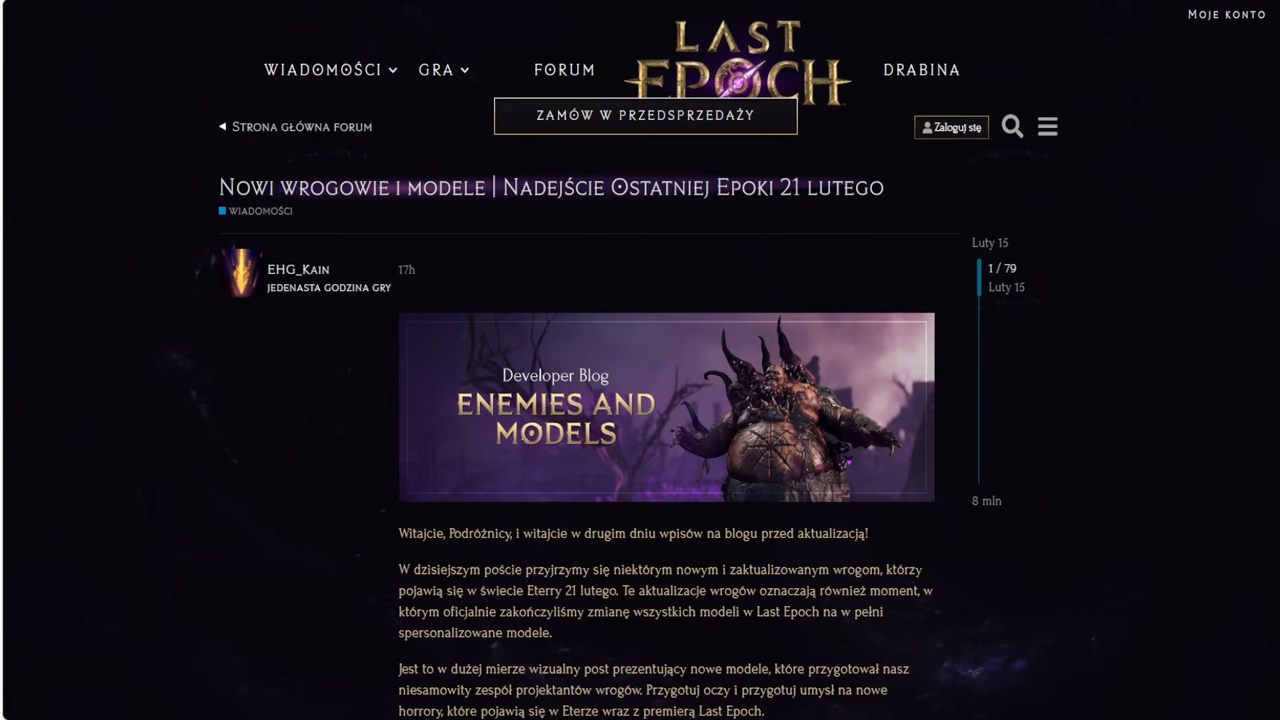 Moje konto
LAST
EPOCH
Wiadomości
Gra
Forum
Drabina
Zamów w przedsprzedaży
Strona główna forum
Zaloguj się
Nowi wrogowie i modele | Nadejście Ostatniej Epoki 21 lutego
wiadomości
Luty 15
EHG_Kain
17h
jedenasta godzina gry
1 / 79
Luty 15
Developer Blog
ENEMIES AND
MODELS
8 mln
Witajcie, Podróżnicy, i witajcie w drugim dniu wpisów na blogu przed aktualizacją!
W dzisiejszym poście przyjrzymy się niektórym nowym i zaktualizowanym wrogom, którzy
pojawią się w świecie Eterry 21 lutego. Te aktualizacje wrogów oznaczają również moment, w
którym oficjalnie zakończyliśmy zmianę wszystkich modeli w Last Epoch na w pełni
spersonalizowane modele.
Jest to w dużej mierze wizualny post prezentujący nowe modele, które przygotował nasz
niesamowity zespół projektantów wrogów. Przygotuj oczy i przygotuj umysł na nowe
horrory, które pojawią się w Eterze wraz z premierą Last Epoch.